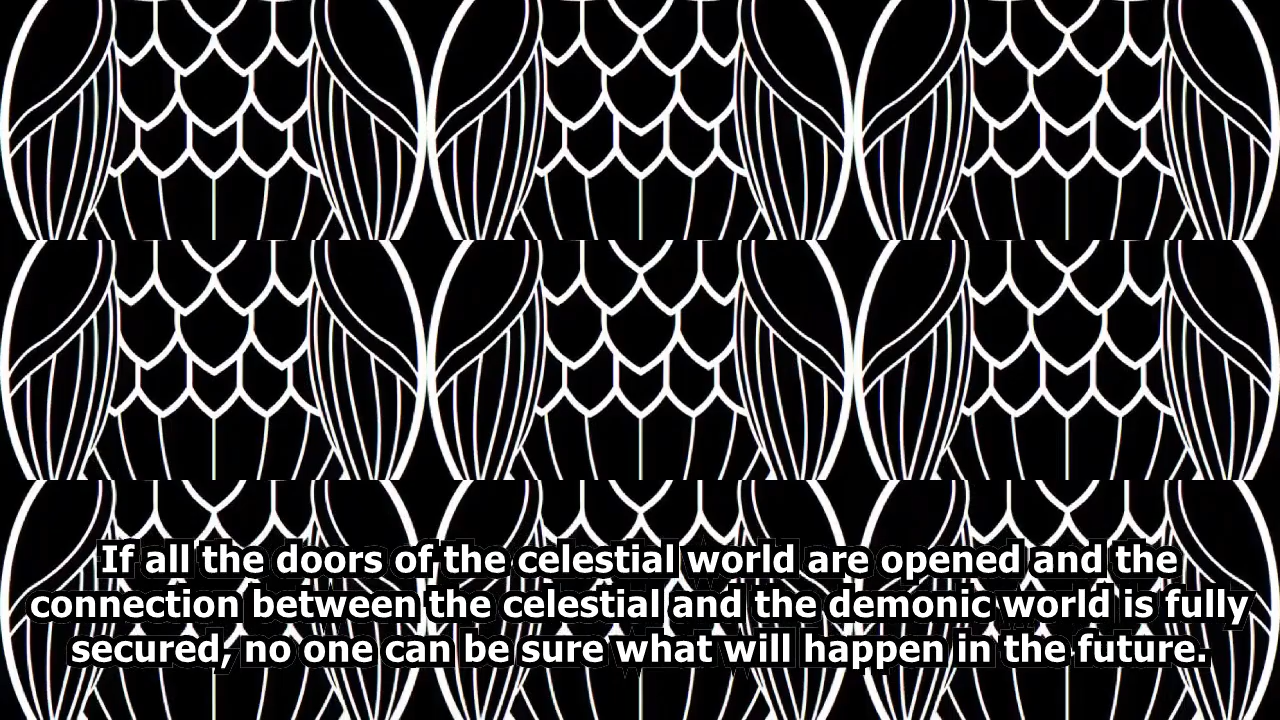 If all the doors of the celestial world are opened and the
connection between the celestial and the demonic world is fully
secured, no one can be sure what will happen in the future.